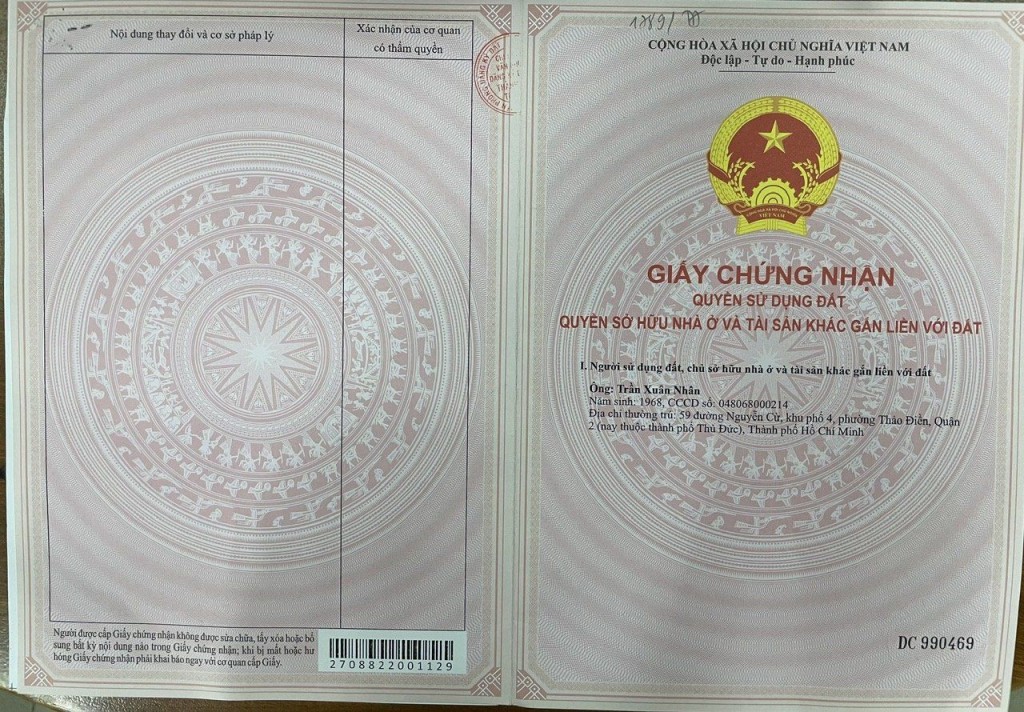 Nội dung thay đổi và cơ sở pháp lý
Xác nhận của cơ quan
có thẩm quyền
Người được cấp Giấy chứng nhận không được sửa chữa, tẩy xóa hoặc bổ
sung bất kỳ nội dung nào trong Giấy chứng nhận; khi bị mất hoặc hư
hỏng Giấy chứng nhận phải khai báo ngay với cơ quan cấp Giấy.
2708822001129
CỘNG HÒA XÃ HỘI CHỦ NGHĨA VIỆT NAM
Độc lập - Tự do - Hạnh phúc
VIỆT NAM
GIẤY CHỨNG NHẬN
QUYỀN SỬ DỤNG ĐẤT
QUYỀN SỞ HỮU NHÀ Ở VÀ TÀI SẢN KHÁC GẮN LIỀN VỚI ĐẤT
I. Người sử dụng đất, chủ sở hữu nhà ở và tài sản khác gắn liền với đất
Ông: Trần Xuân Nhân
Năm sinh: 1968, CCCD số: 048068000214
Địa chỉ thường trú: 59 đường Nguyễn Cừ, khu phố 4, phường Thảo Điền, Quận
2 (nay thuộc thành phố Thủ Đức), Thành phố Hồ Chí Minh
DC 990469